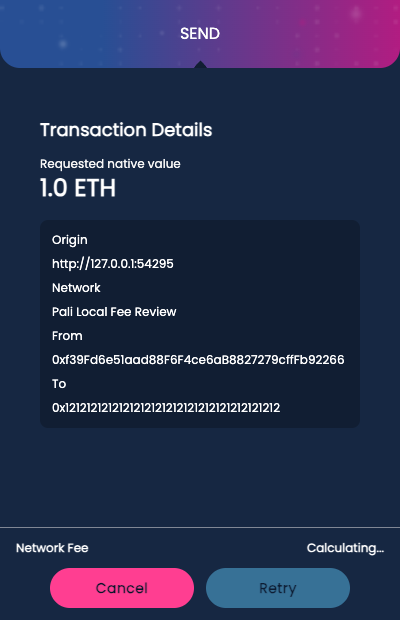 SEND
Transaction Details
Requested native value
1.0 ETH
Origin
http://127.0.0.1:54295
Network
Pali Local Fee Review
From
0xf39Fd6e51aad88F6F4ce6aB8827279cffFb92266
To
0x1212121212121212121212121212121212121212
Network Fee
Calculating...
Cancel
Retry